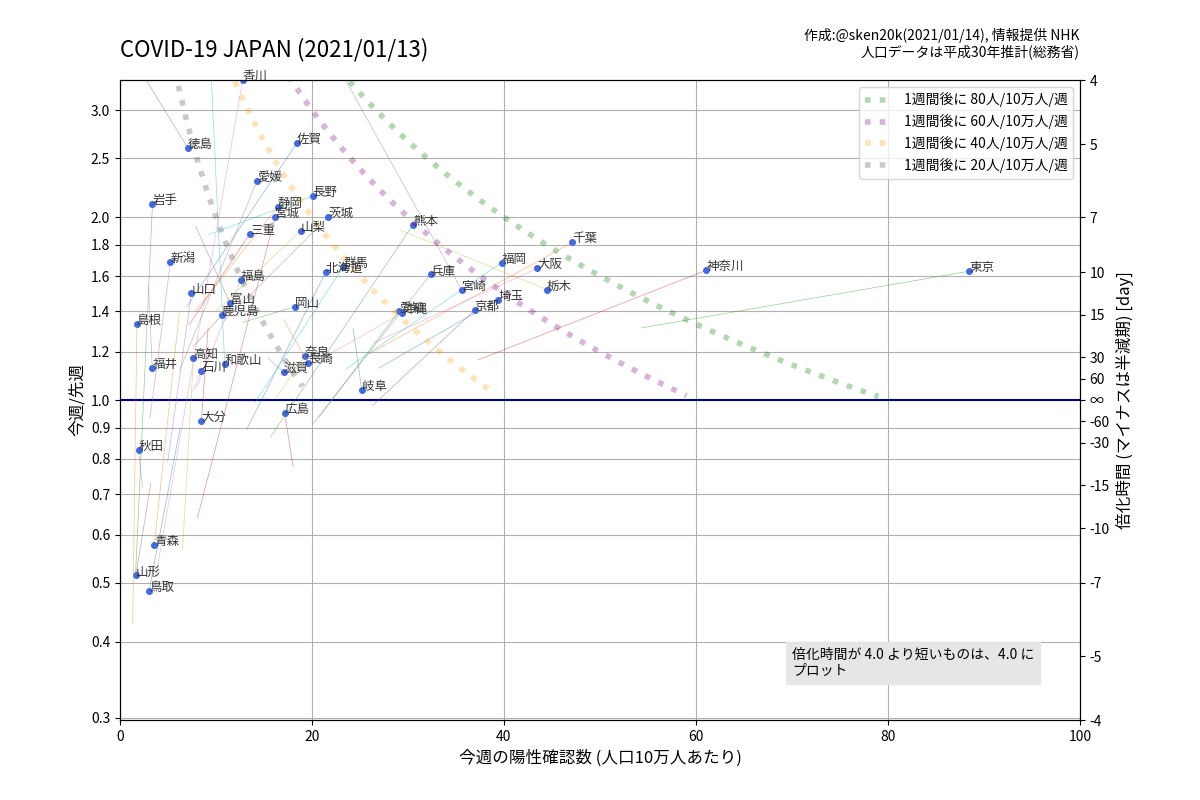 COVID-19 JAPAN (2021/01/13)
作成:@sken20k(2021/01/14), 情報提供 NHK
人口データは平成30年推計(総務省)
1週間後に 80人/10万人/週
1週間後に 60人/10万人/週
1週間後に 40人/10万人/週
1週間後に 20人/10万人/週
香川
徳島
佐賀
愛媛
長野
岩手
静岡
宮城
茨城
熊本
山梨
三重
千葉
新潟
群馬
北海道
福岡
大阪
神奈川
東京
兵庫
福島
宮崎
栃木
山口
富山
埼玉
岡山
鹿児島
愛知
沖縄
京都
島根
奈良
高知
長崎
和歌山
石川
福井
滋賀
岐阜
広島
大分
秋田
青森
山形
鳥取
倍化時間が 4.0 より短いものは、4.0 に
プロット
3.0
2.5
2.0
1.8
1.6
1.4
1.2
1.0
0.9
0.8
0.7
0.6
0.5
0.4
0.3
今週/先週
4
5
7
10
15
30
60
∞
-60
-30
-15
-10
-7
-5
-4
倍化時間 (マイナスは半減期) [day]
0
20
40
60
80
100
今週の陽性確認数 (人口10万人あたり)